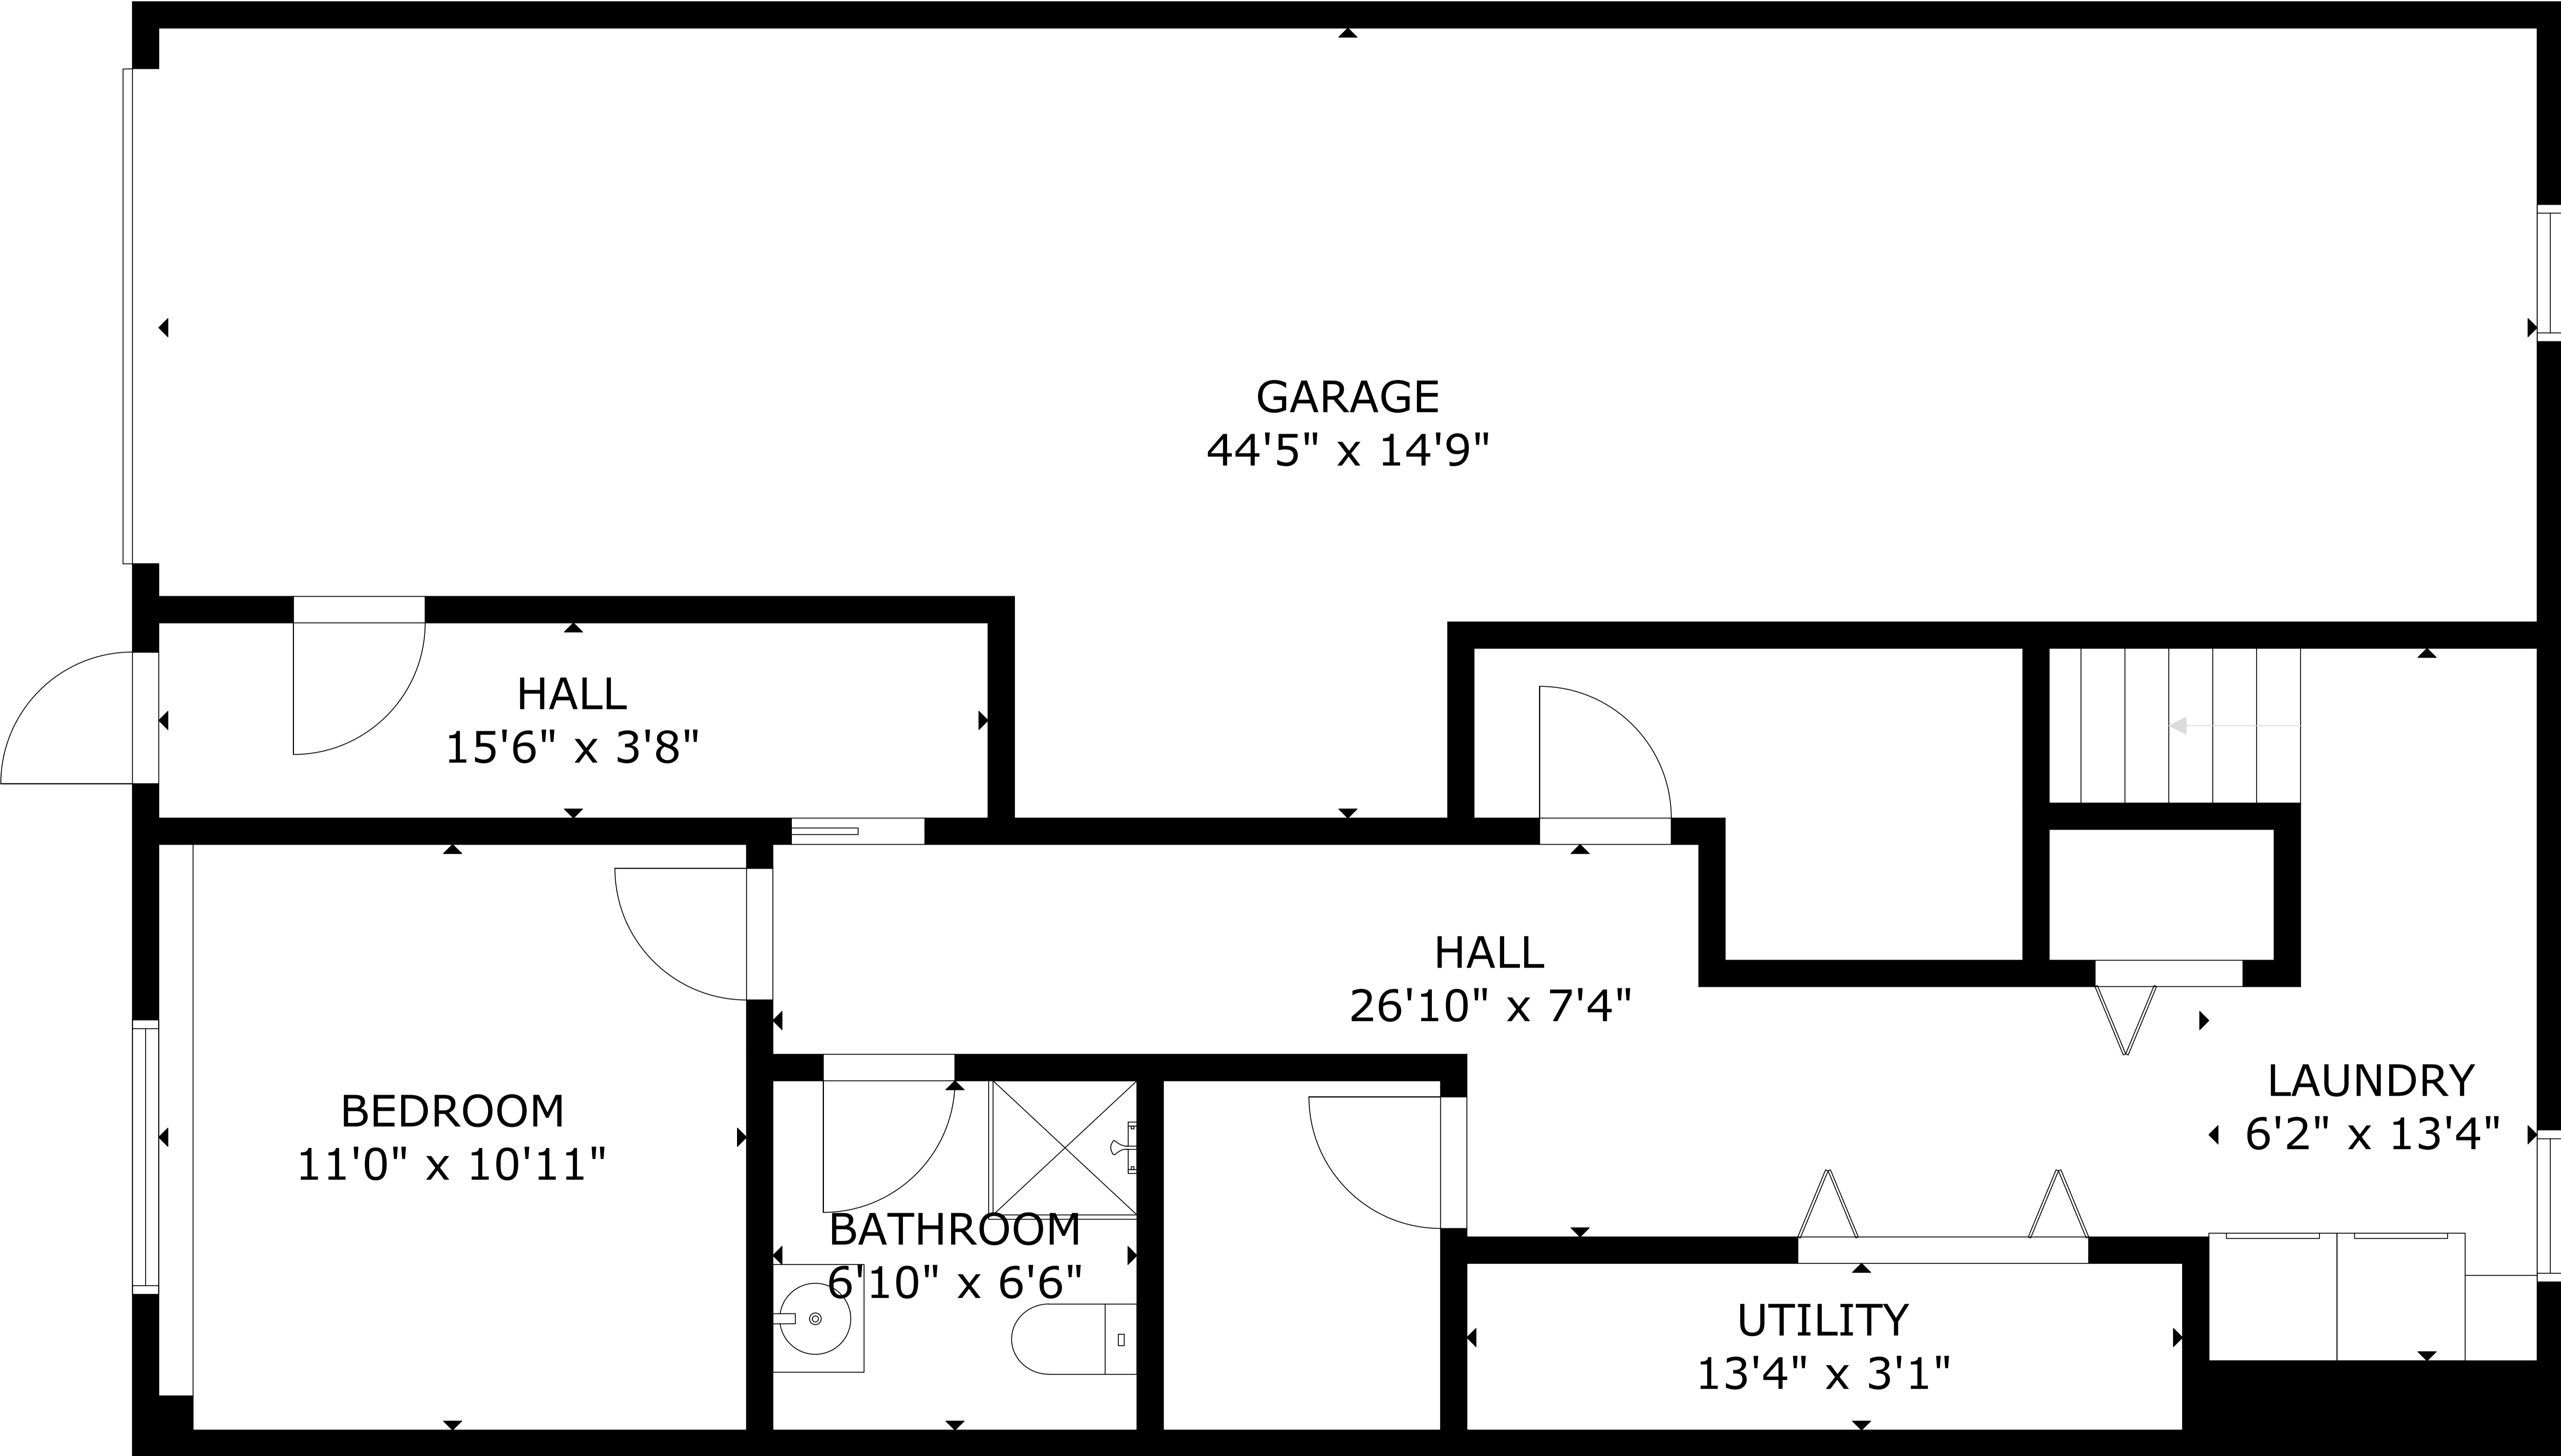 GARAGE
44'5" x 14'9"
HALL
15'6" x 3'8"
HALL
26'10" x 7'4"
LAUNDRY
6'2" x 13'4"
BEDROOM
11'0" x 10'11"
BATHROOM
6'10" x 6'6"
UTILITY
13'4" x 3'1"